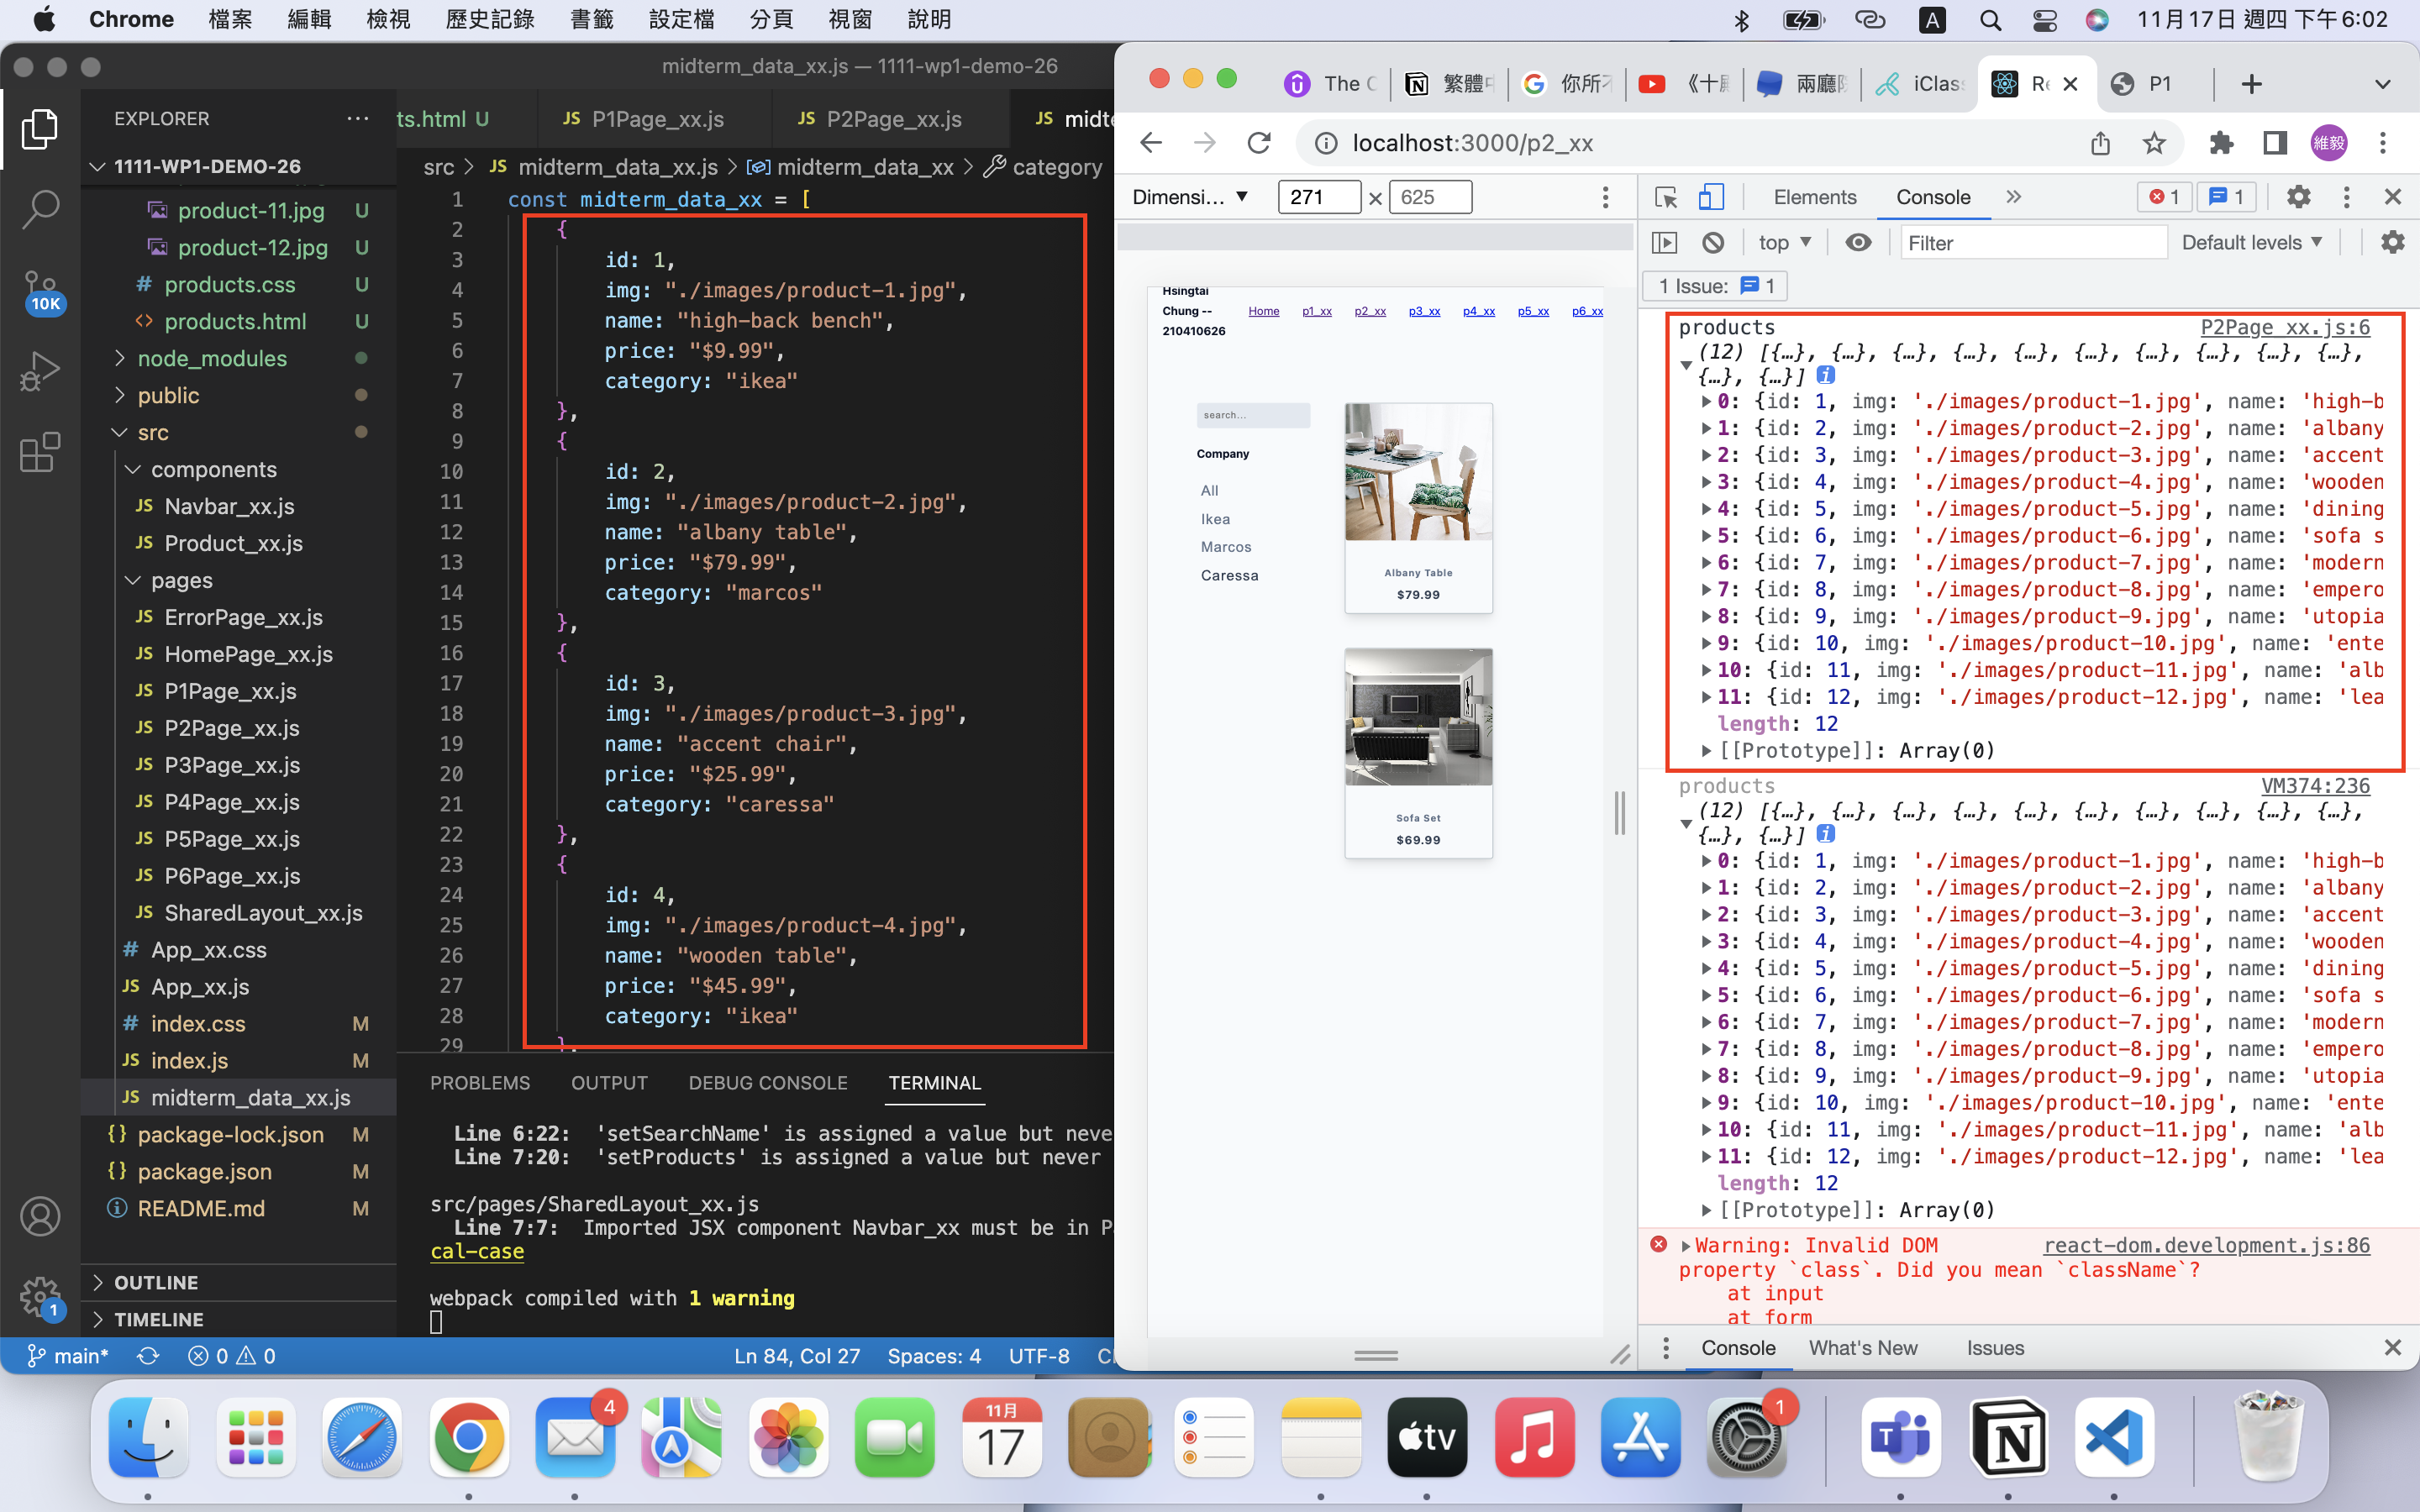 Chrome 檔案 編輯 檢視 歷史記錄 書籤 設定檔 分頁 視窗 說明 A 11月17日 週四 下午6:02
midterm_data_xx.js — 1111-wp1-demo-26
EXPLORER ···
1111-WP1-DEMO-26
product-11.jpg U
product-12.jpg U
# products.css U
<> products.html U
node_modules
public
src
components
JS Navbar_xx.js
JS Product_xx.js
pages
JS ErrorPage_xx.js
JS HomePage_xx.js
JS P1Page_xx.js
JS P2Page_xx.js
JS P3Page_xx.js
JS P4Page_xx.js
JS P5Page_xx.js
JS P6Page_xx.js
JS SharedLayout_xx.js
# App_xx.css
JS App_xx.js
# index.css M
JS index.js M
JS midterm_data_xx.js
{} package-lock.json M
{} package.json M
README.md M
OUTLINE
TIMELINE
10K
1
ts.html U JS P1Page_xx.js JS P2Page_xx.js JS midte
src > JS midterm_data_xx.js > midterm_data_xx > category
1 const midterm_data_xx = [
2 {
3 id: 1,
4 img: "./images/product-1.jpg",
5 name: "high-back bench",
6 price: "$9.99",
7 category: "ikea"
8 },
9 {
10 id: 2,
11 img: "./images/product-2.jpg",
12 name: "albany table",
13 price: "$79.99",
14 category: "marcos"
15 },
16 {
17 id: 3,
18 img: "./images/product-3.jpg",
19 name: "accent chair",
20 price: "$25.99",
21 category: "caressa"
22 },
23 {
24 id: 4,
25 img: "./images/product-4.jpg",
26 name: "wooden table",
27 price: "$45.99",
28 category: "ikea"
29 },
PROBLEMS OUTPUT DEBUG CONSOLE TERMINAL
Line 6:22: 'setSearchName' is assigned a value but neve
Line 7:20: 'setProducts' is assigned a value but never
src/pages/SharedLayout_xx.js
Line 7:7: Imported JSX component Navbar_xx must be in P
cal-case
webpack compiled with 1 warning
main* 0 0 Ln 84, Col 27 Spaces: 4 UTF-8
The 繁體 你所 《十 兩廳 iClas Re P1
localhost:3000/p2_xx 維毅
Dimensi... 271 × 625
Elements Console 1 1
top Filter Default levels
1 Issue: 1
Hsingtai
Chung --
210410626
Home p1_xx p2_xx p3_xx p4_xx p5_xx p6_xx
search...
Company
All
Ikea
Marcos
Caressa
Albany Table
$79.99
Sofa Set
$69.99
products P2Page_xx.js:6
(12) [{…}, {…}, {…}, {…}, {…}, {…}, {…}, {…}, {…}, {…},
{…}, {…}] i
0: {id: 1, img: './images/product-1.jpg', name: 'high-b
1: {id: 2, img: './images/product-2.jpg', name: 'albany
2: {id: 3, img: './images/product-3.jpg', name: 'accent
3: {id: 4, img: './images/product-4.jpg', name: 'wooden
4: {id: 5, img: './images/product-5.jpg', name: 'dining
5: {id: 6, img: './images/product-6.jpg', name: 'sofa s
6: {id: 7, img: './images/product-7.jpg', name: 'modern
7: {id: 8, img: './images/product-8.jpg', name: 'empero
8: {id: 9, img: './images/product-9.jpg', name: 'utopia
9: {id: 10, img: './images/product-10.jpg', name: 'ente
10: {id: 11, img: './images/product-11.jpg', name: 'alb
11: {id: 12, img: './images/product-12.jpg', name: 'lea
length: 12
[[Prototype]]: Array(0)
products VM374:236
(12) [{…}, {…}, {…}, {…}, {…}, {…}, {…}, {…}, {…}, {…},
{…}, {…}] i
0: {id: 1, img: './images/product-1.jpg', name: 'high-b
1: {id: 2, img: './images/product-2.jpg', name: 'albany
2: {id: 3, img: './images/product-3.jpg', name: 'accent
3: {id: 4, img: './images/product-4.jpg', name: 'wooden
4: {id: 5, img: './images/product-5.jpg', name: 'dining
5: {id: 6, img: './images/product-6.jpg', name: 'sofa s
6: {id: 7, img: './images/product-7.jpg', name: 'modern
7: {id: 8, img: './images/product-8.jpg', name: 'empero
8: {id: 9, img: './images/product-9.jpg', name: 'utopia
9: {id: 10, img: './images/product-10.jpg', name: 'ente
10: {id: 11, img: './images/product-11.jpg', name: 'alb
11: {id: 12, img: './images/product-12.jpg', name: 'lea
length: 12
[[Prototype]]: Array(0)
Warning: Invalid DOM react-dom.development.js:86
property `class`. Did you mean `className`?
at input
at form
Console What's New Issues
4
11月
17
tv
1
T
N